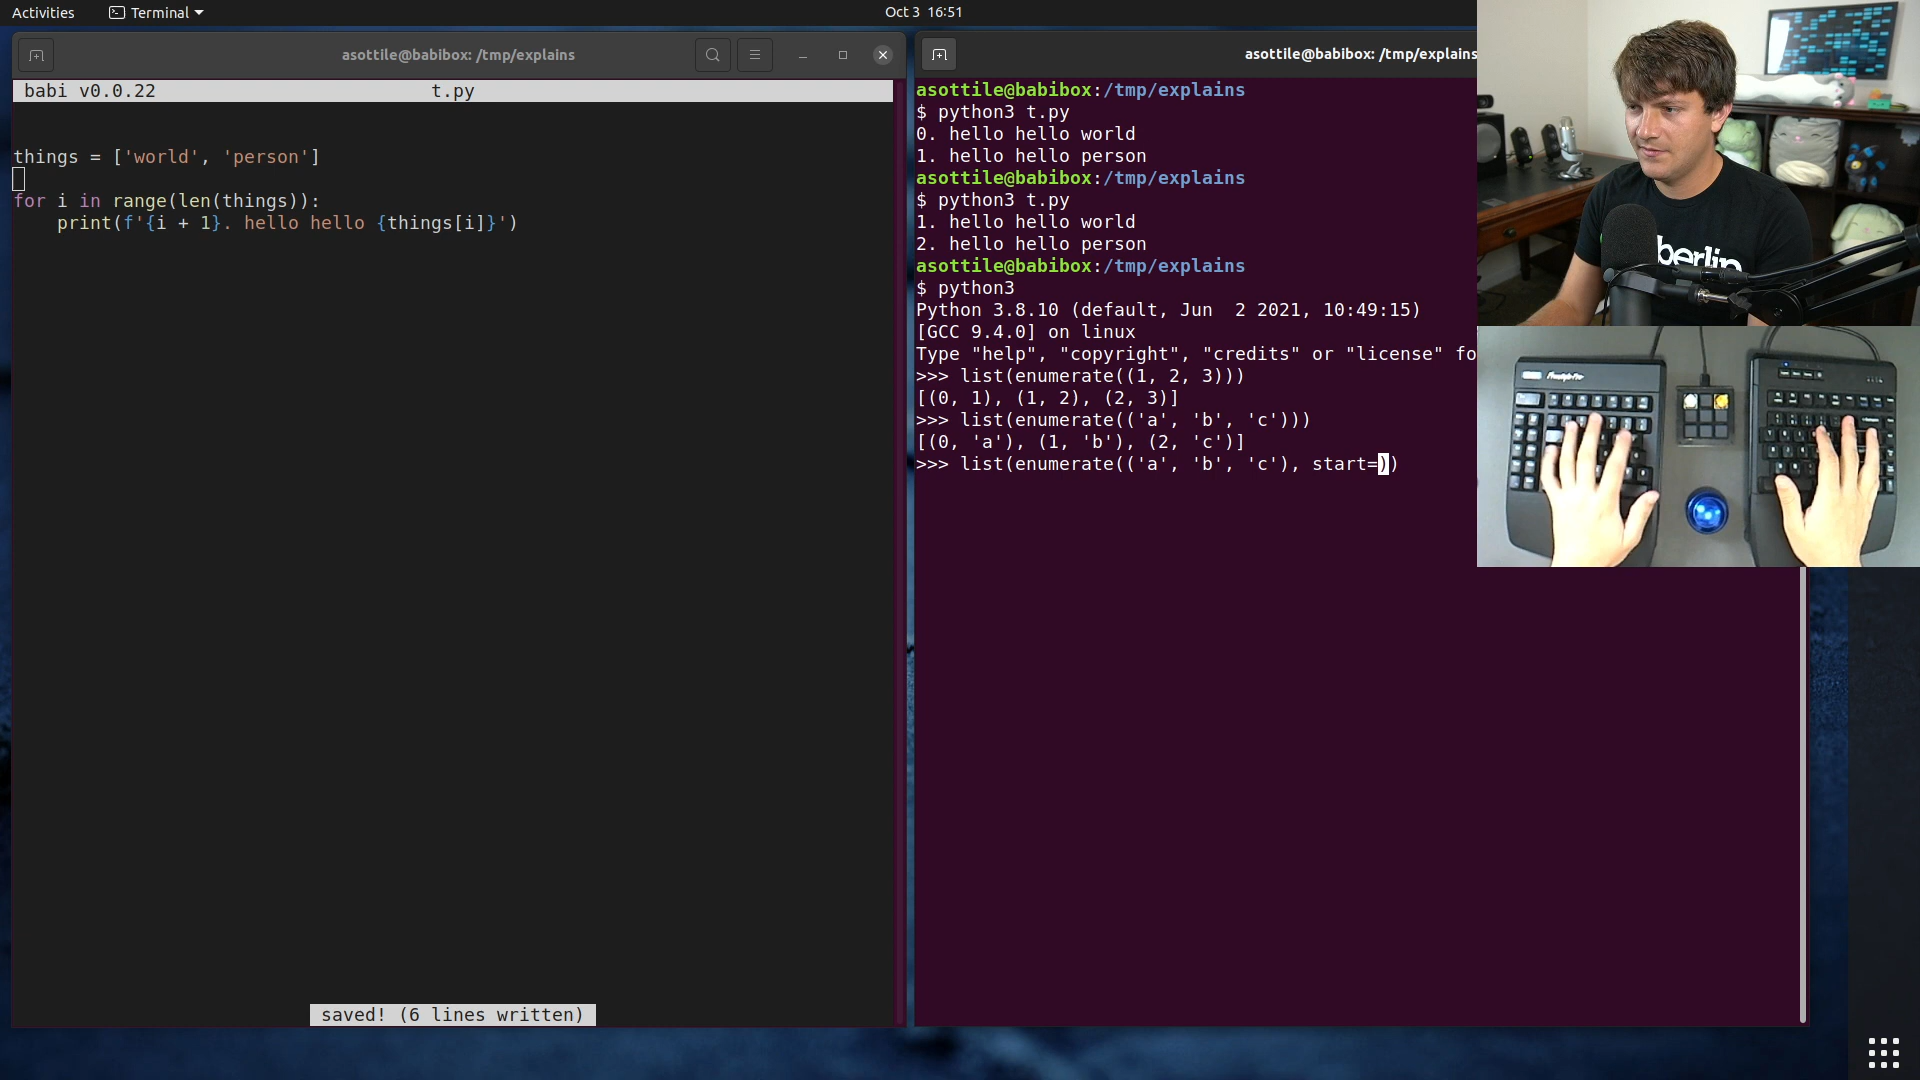 Activities
Terminal
Oct 3 16:51
asottile@babibox: /tmp/explains
babi v0.0.22 t.py
things = ['world', 'person']
for i in range(len(things)):
    print(f'{i + 1}. hello hello {things[i]}')
saved! (6 lines written)
asottile@babibox: /tmp/explains
asottile@babibox:/tmp/explains
$ python3 t.py
0. hello hello world
1. hello hello person
asottile@babibox:/tmp/explains
$ python3 t.py
1. hello hello world
2. hello hello person
asottile@babibox:/tmp/explains
$ python3
Python 3.8.10 (default, Jun  2 2021, 10:49:15)
[GCC 9.4.0] on linux
Type "help", "copyright", "credits" or "license" fo
>>> list(enumerate((1, 2, 3)))
[(0, 1), (1, 2), (2, 3)]
>>> list(enumerate(('a', 'b', 'c')))
[(0, 'a'), (1, 'b'), (2, 'c')]
>>> list(enumerate(('a', 'b', 'c'), start=))
berlin